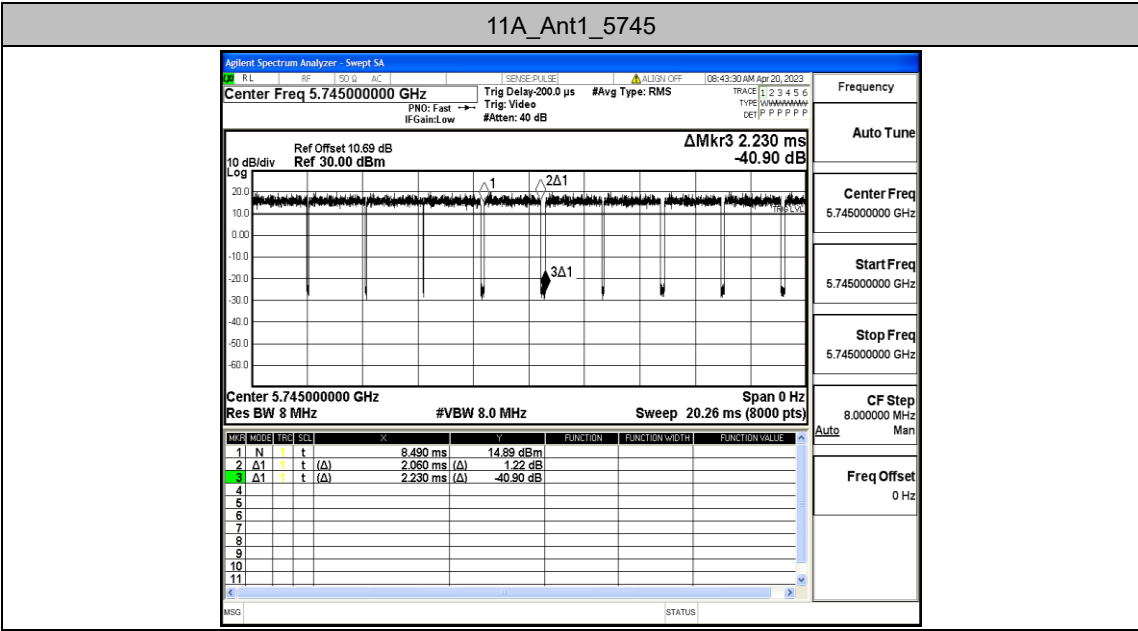 11A_Ant1_5745
Agilent Spectrum Analyzer - Swept SA
RL RF 50 Ω AC SENSE:PULSE ALIGN OFF 08:43:30 AM Apr 20, 2023
Center Freq 5.745000000 GHz
PNO: Fast
IFGain:Low
Trig Delay-200.0 µs
Trig: Video
#Atten: 40 dB
#Avg Type: RMS
TRACE 1 2 3 4 5 6
TYPE
DET P P P P P P
ΔMkr3 2.230 ms
-40.90 dB
Ref Offset 10.69 dB
10 dB/div Ref 30.00 dBm
Log
20.0
10.0
0.00
-10.0
-20.0
-30.0
-40.0
-50.0
-60.0
1
2Δ1
3Δ1
TRIG LVL
Center 5.745000000 GHz Span 0 Hz
Res BW 8 MHz #VBW 8.0 MHz Sweep 20.26 ms (8000 pts)
MKR MODE TRC SCL X Y FUNCTION FUNCTION WIDTH FUNCTION VALUE
1 N 1 t 8.490 ms 14.89 dBm
2 Δ1 1 t (Δ) 2.060 ms (Δ) 1.22 dB
3 Δ1 1 t (Δ) 2.230 ms (Δ) -40.90 dB
4
5
6
7
8
9
10
11
MSG STATUS
Frequency
Auto Tune
Center Freq
5.745000000 GHz
Start Freq
5.745000000 GHz
Stop Freq
5.745000000 GHz
CF Step
8.000000 MHz
Auto Man
Freq Offset
0 Hz